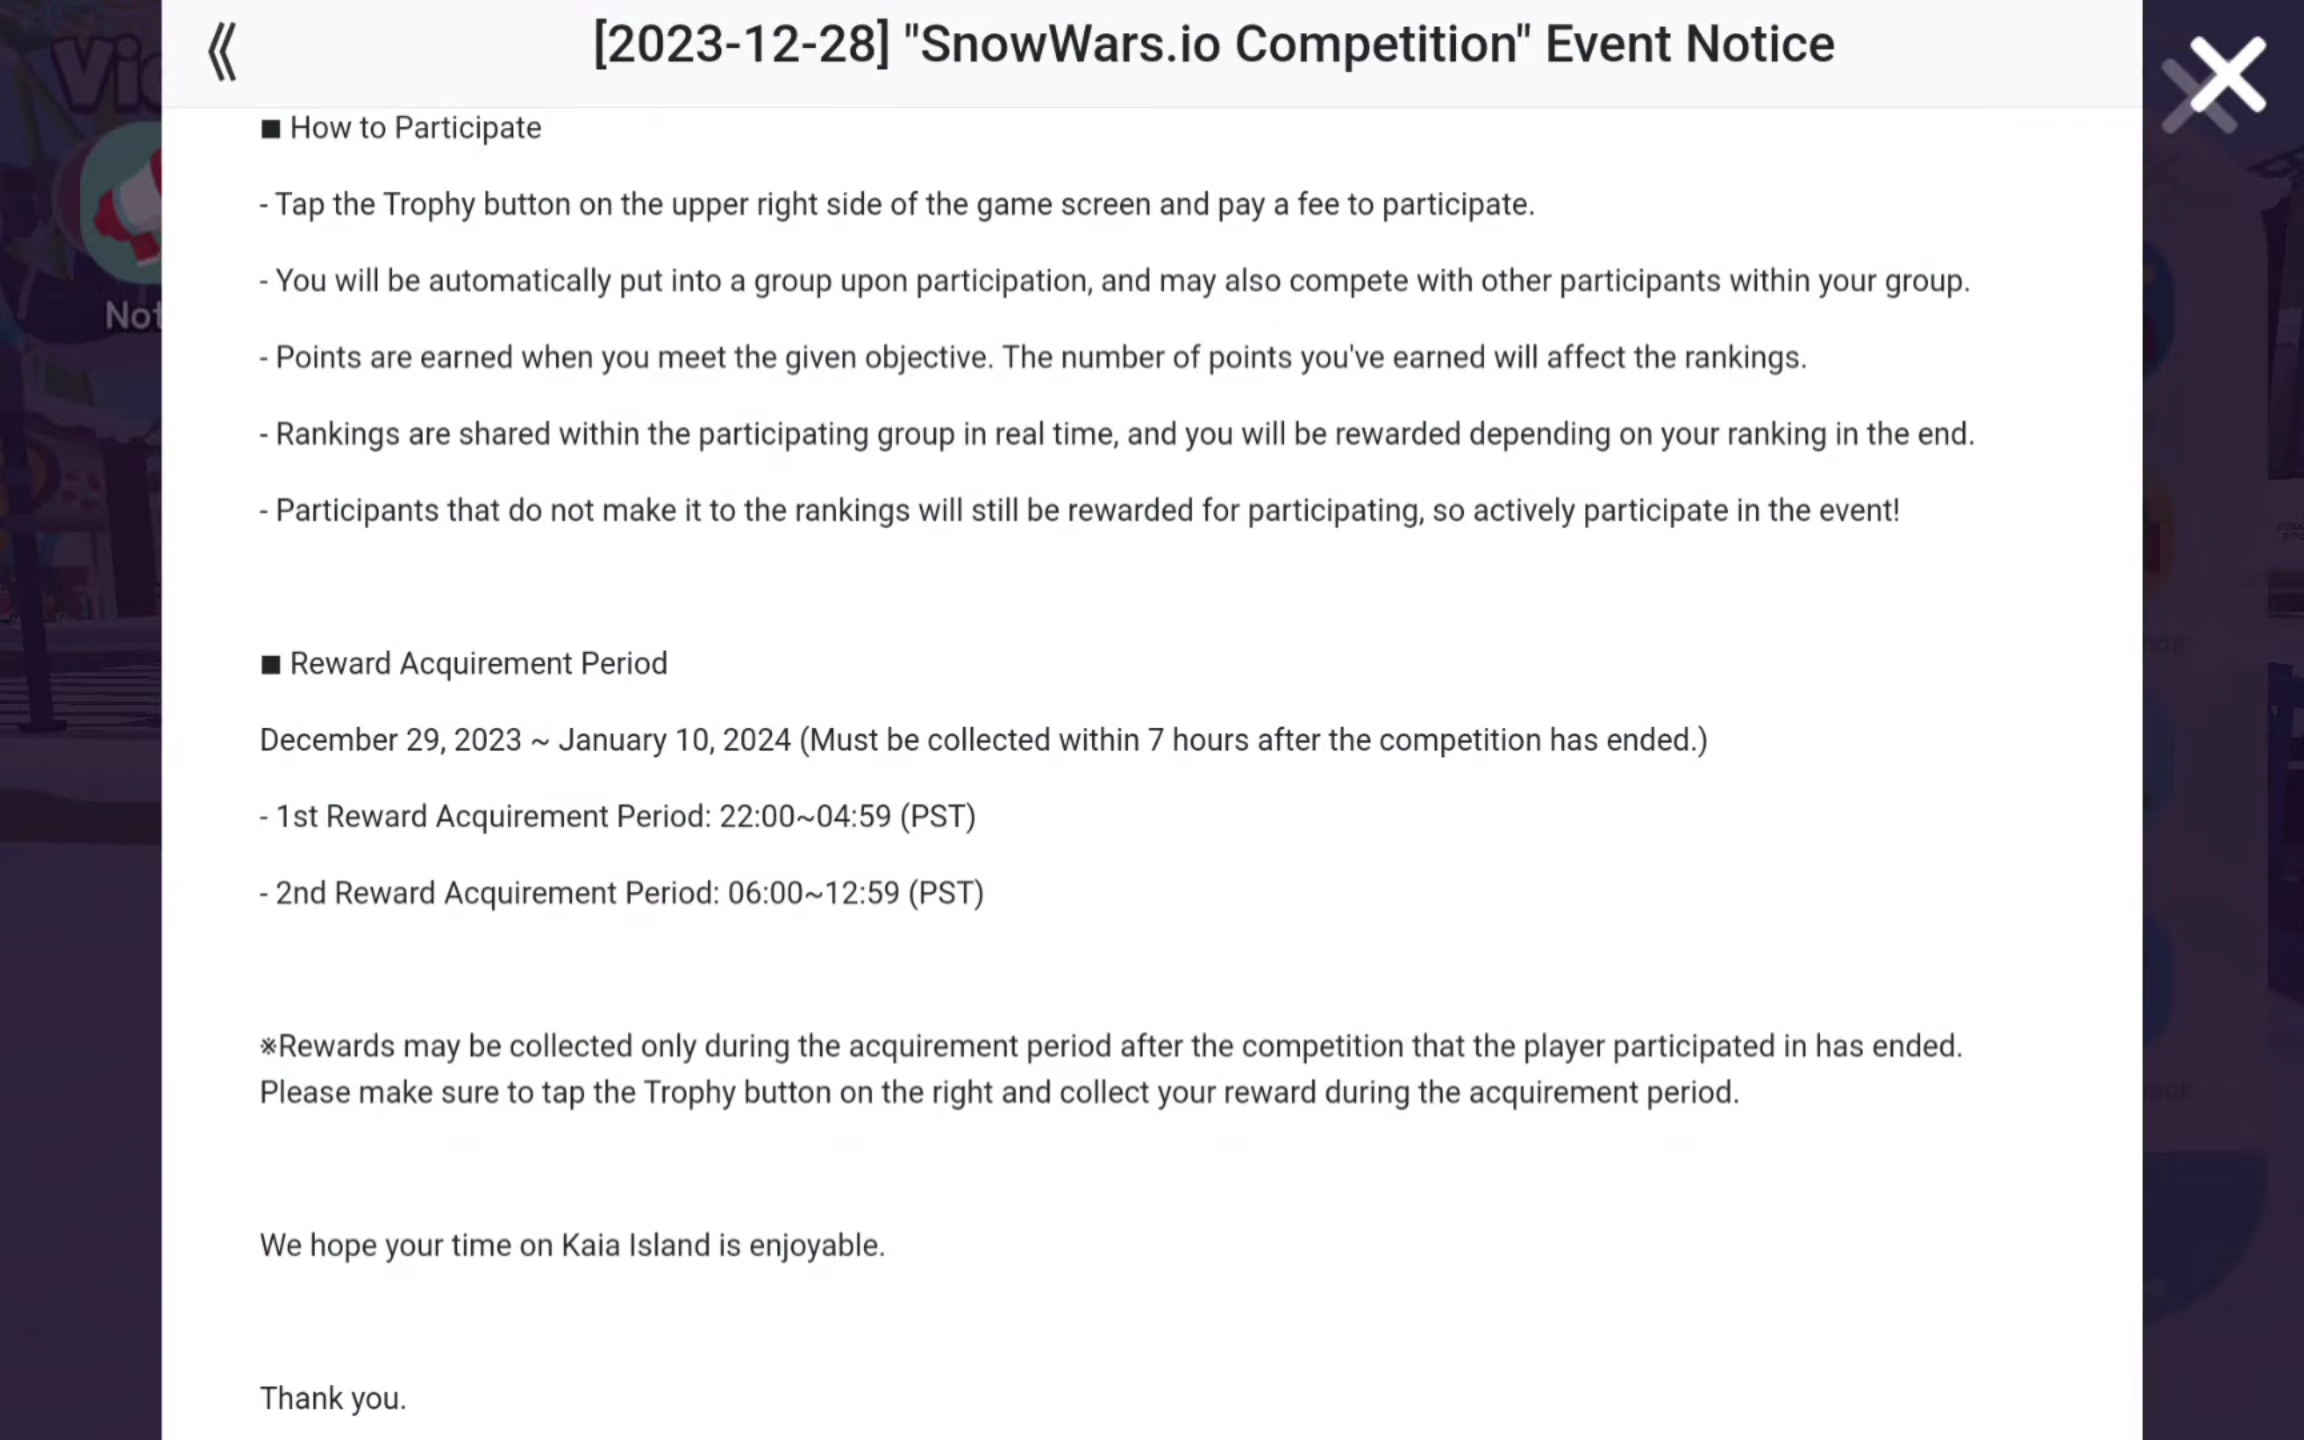 [2023-12-28] "SnowWars.io Competition" Event Notice
Vic
Not
■ How to Participate
- Tap the Trophy button on the upper right side of the game screen and pay a fee to participate.
- You will be automatically put into a group upon participation, and may also compete with other participants within your group.
- Points are earned when you meet the given objective. The number of points you've earned will affect the rankings.
- Rankings are shared within the participating group in real time, and you will be rewarded depending on your ranking in the end.
- Participants that do not make it to the rankings will still be rewarded for participating, so actively participate in the event!
■ Reward Acquirement Period
December 29, 2023 ~ January 10, 2024 (Must be collected within 7 hours after the competition has ended.)
- 1st Reward Acquirement Period: 22:00~04:59 (PST)
- 2nd Reward Acquirement Period: 06:00~12:59 (PST)
※Rewards may be collected only during the acquirement period after the competition that the player participated in has ended.
Please make sure to tap the Trophy button on the right and collect your reward during the acquirement period.
We hope your time on Kaia Island is enjoyable.
Thank you.